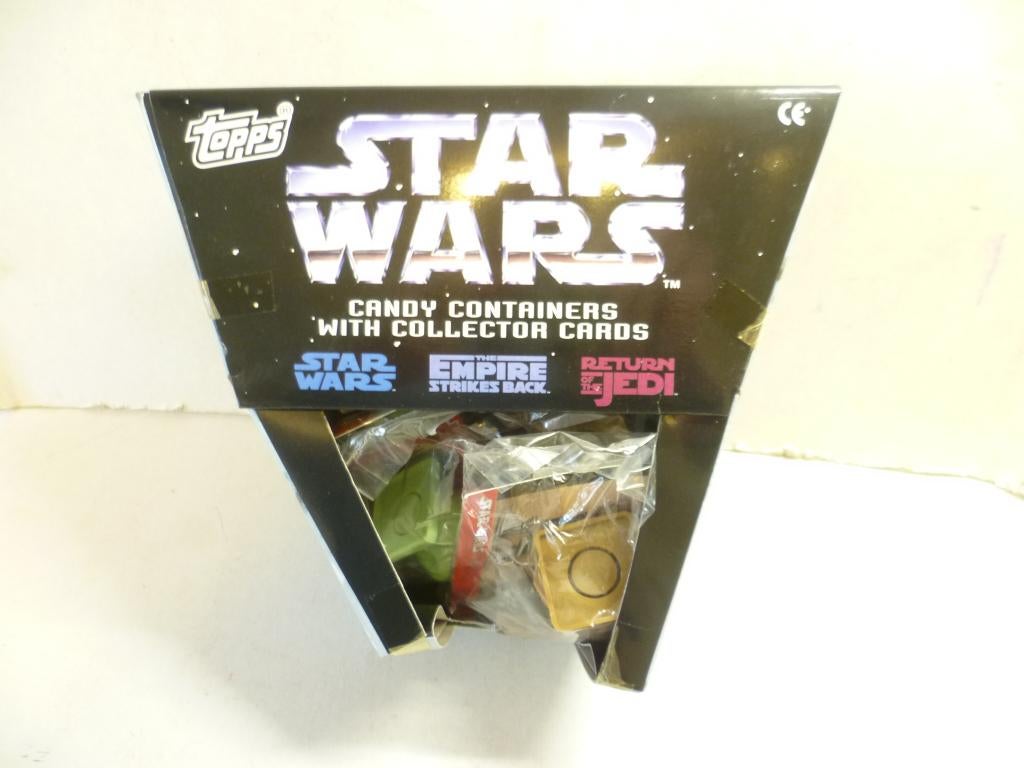 TOPPS
CE
STAR
WARS
TM
CANDY CONTAINERS
WITH COLLECTOR CARDS
STAR
WARS
THE
EMPIRE
STRIKES BACK
RETURN
OF THE
JEDI